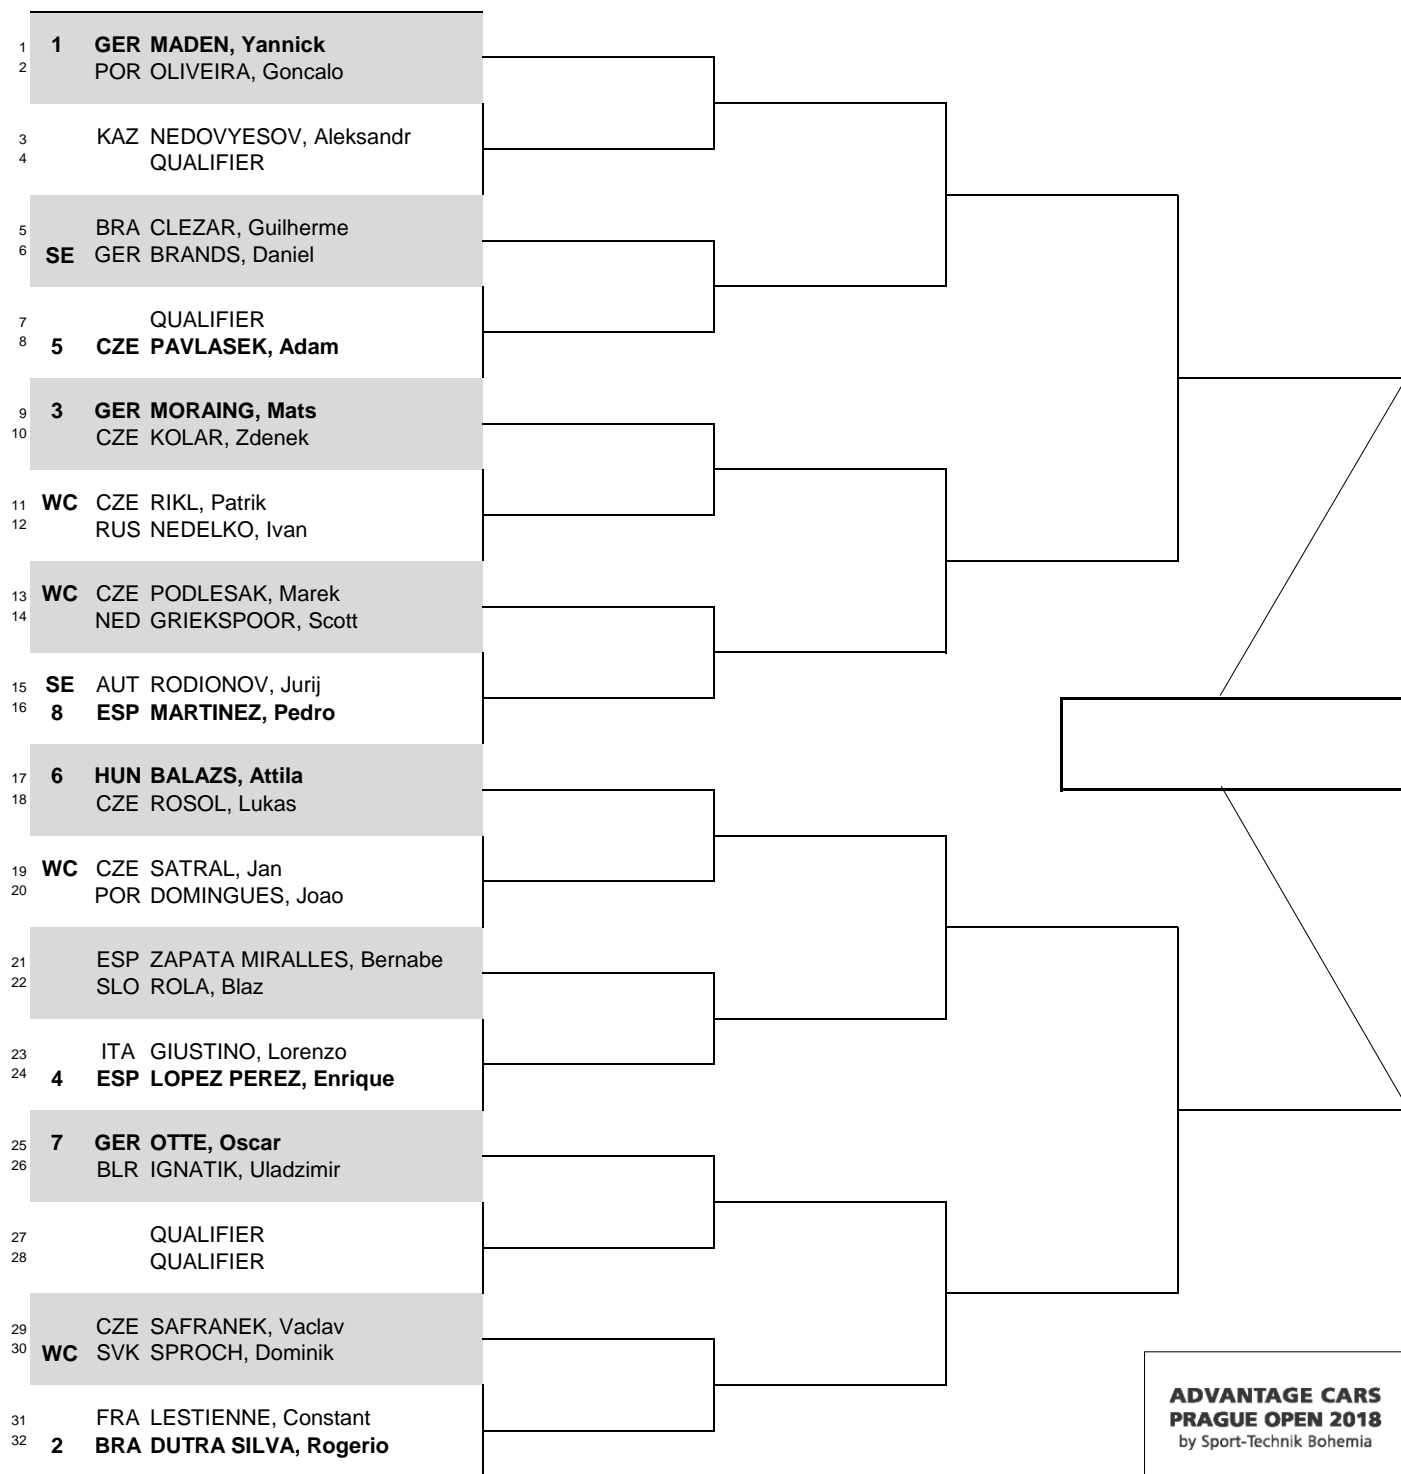 1 1 GER MADEN, Yannick
2 POR OLIVEIRA, Goncalo
3 KAZ NEDOVYESOV, Aleksandr
4 QUALIFIER
5 BRA CLEZAR, Guilherme
6 SE GER BRANDS, Daniel
7 QUALIFIER
8 5 CZE PAVLASEK, Adam
9 3 GER MORAING, Mats
10 CZE KOLAR, Zdenek
11 WC CZE RIKL, Patrik
12 RUS NEDELKO, Ivan
13 WC CZE PODLESAK, Marek
14 NED GRIEKSPOOR, Scott
15 SE AUT RODIONOV, Jurij
16 8 ESP MARTINEZ, Pedro
17 6 HUN BALAZS, Attila
18 CZE ROSOL, Lukas
19 WC CZE SATRAL, Jan
20 POR DOMINGUES, Joao
21 ESP ZAPATA MIRALLES, Bernabe
22 SLO ROLA, Blaz
23 ITA GIUSTINO, Lorenzo
24 4 ESP LOPEZ PEREZ, Enrique
25 7 GER OTTE, Oscar
26 BLR IGNATIK, Uladzimir
27 QUALIFIER
28 QUALIFIER
29 CZE SAFRANEK, Vaclav
30 WC SVK SPROCH, Dominik
31 FRA LESTIENNE, Constant
32 2 BRA DUTRA SILVA, Rogerio
ADVANTAGE CARS
PRAGUE OPEN 2018
by Sport-Technik Bohemia